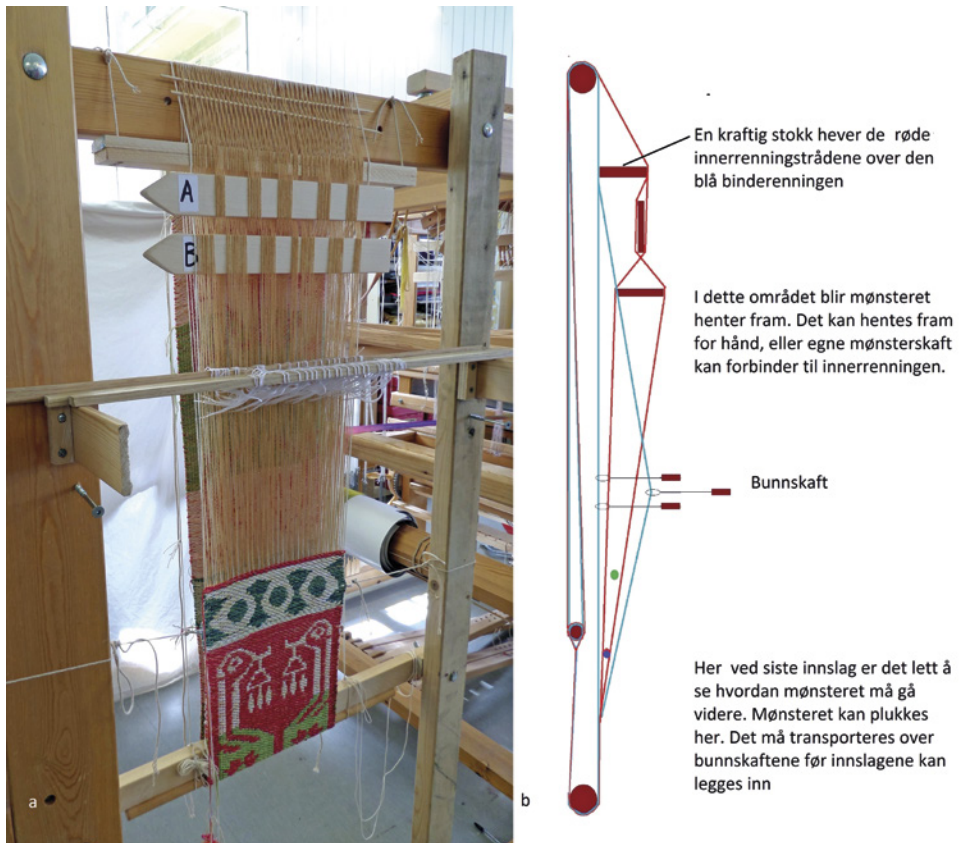 A
B
a
En kraftig stokk hever de røde
innerrenningstrådene over den
blå binderenningen
I dette området blir mønsteret
henter fram. Det kan hentes fram
for hånd, eller egne mønsterskaft
kan forbinder til innerrenningen.
Bunnskaft
Her ved siste innslag er det lett å
se hvordan mønsteret må gå
videre. Mønsteret kan plukkes
her. Det må transporteres over
bunnskaftene før innslagene kan
legges inn
b